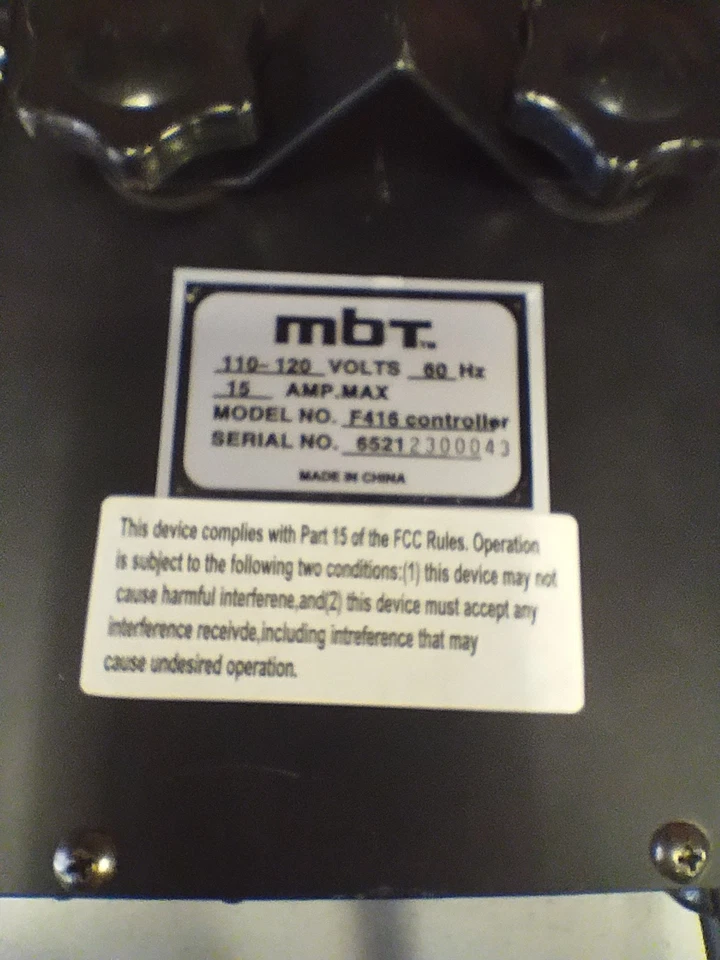 mbT™
110-120 VOLTS 60 Hz
15 AMP.MAX
MODEL NO. F416 controller
SERIAL NO. 65212300043
MADE IN CHINA
This device complies with Part 15 of the FCC Rules. Operation
is subject to the following two conditions:(1) this device may not
cause harmful interferene,and(2) this device must accept any
interference receivde,including intreference that may
cause undesired operation.